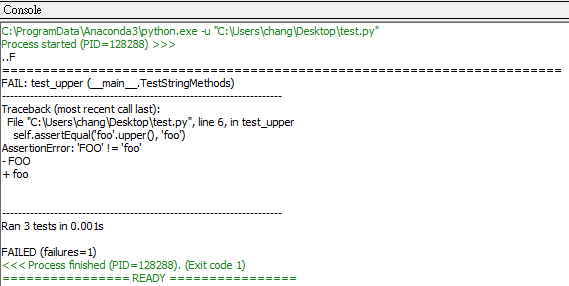 Console
C:\ProgramData\Anaconda3\python.exe -u "C:\Users\chang\Desktop\test.py"
Process started (PID=128288) >>>
..F
======================================================================
FAIL: test_upper (__main__.TestStringMethods)
----------------------------------------------------------------------
Traceback (most recent call last):
File "C:\Users\chang\Desktop\test.py", line 6, in test_upper
self.assertEqual('foo'.upper(), 'foo')
AssertionError: 'FOO' != 'foo'
- FOO
+ foo
----------------------------------------------------------------------
Ran 3 tests in 0.001s
FAILED (failures=1)
<<< Process finished (PID=128288). (Exit code 1)
================ READY ================